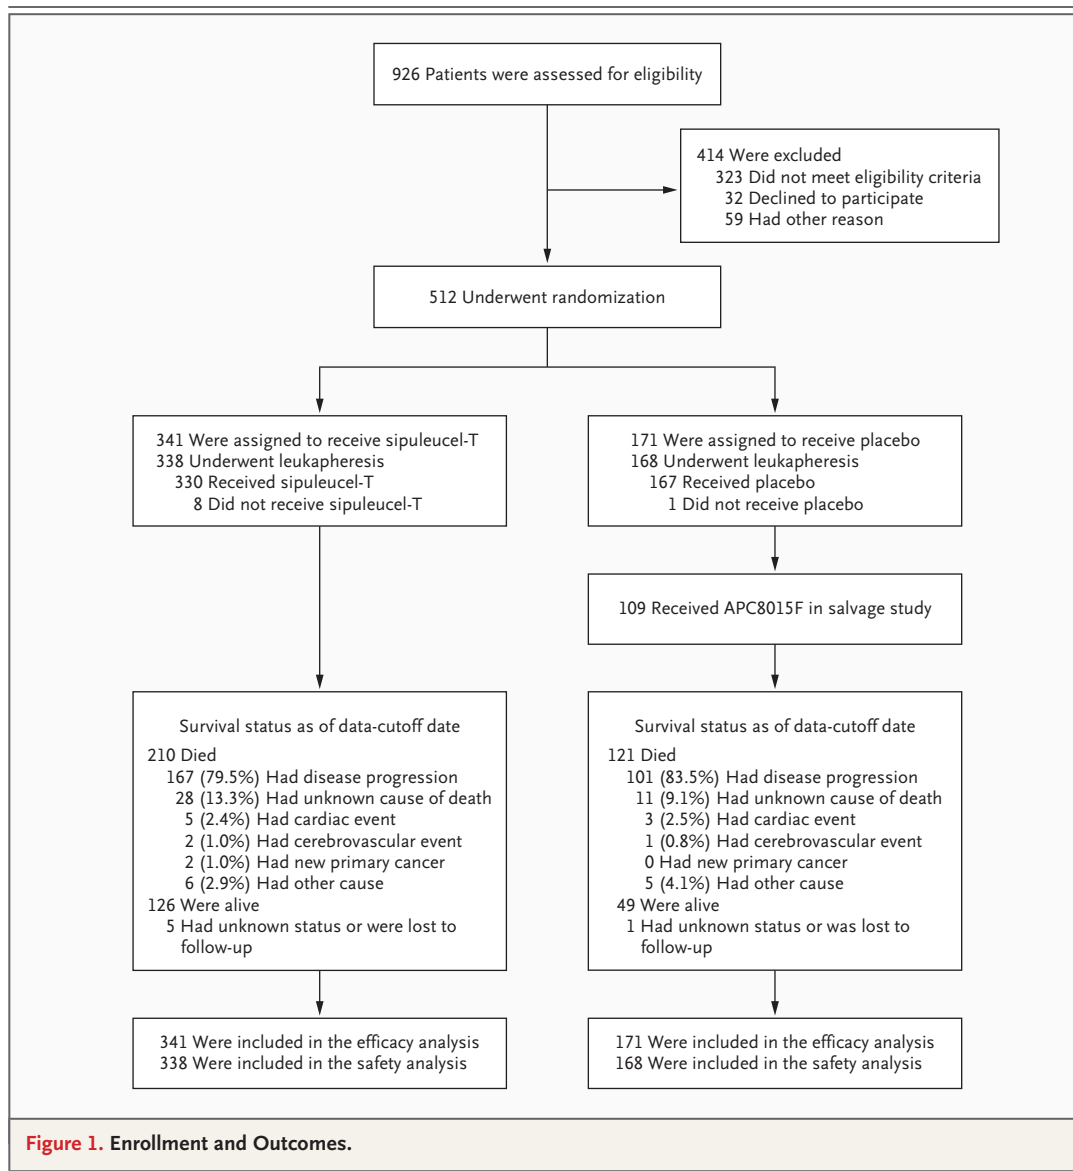 926 Patients were assessed for eligibility
414 Were excluded
323 Did not meet eligibility criteria
32 Declined to participate
59 Had other reason
512 Underwent randomization
341 Were assigned to receive sipuleucel-T
338 Underwent leukapheresis
330 Received sipuleucel-T
8 Did not receive sipuleucel-T
171 Were assigned to receive placebo
168 Underwent leukapheresis
167 Received placebo
1 Did not receive placebo
109 Received APC8015F in salvage study
Survival status as of data-cutoff date
210 Died
167 (79.5%) Had disease progression
28 (13.3%) Had unknown cause of death
5 (2.4%) Had cardiac event
2 (1.0%) Had cerebrovascular event
2 (1.0%) Had new primary cancer
6 (2.9%) Had other cause
126 Were alive
5 Had unknown status or were lost to
follow-up
Survival status as of data-cutoff date
121 Died
101 (83.5%) Had disease progression
11 (9.1%) Had unknown cause of death
3 (2.5%) Had cardiac event
1 (0.8%) Had cerebrovascular event
0 Had new primary cancer
5 (4.1%) Had other cause
49 Were alive
1 Had unknown status or was lost to
follow-up
341 Were included in the efficacy analysis
338 Were included in the safety analysis
171 Were included in the efficacy analysis
168 Were included in the safety analysis
Figure 1. Enrollment and Outcomes.